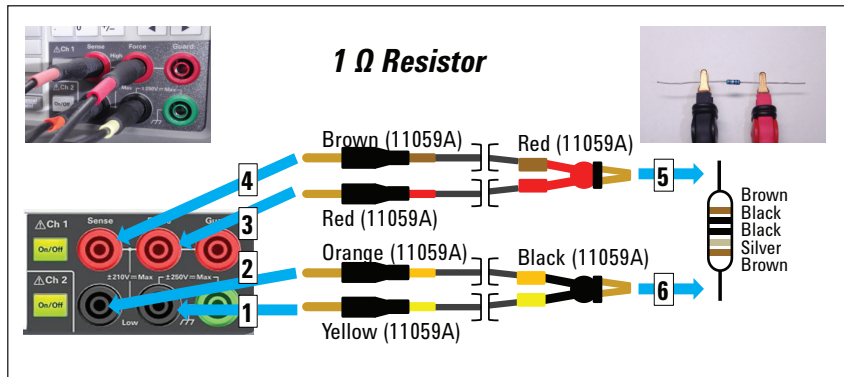 0
+/-
◀
▶
⚠Ch 1
Sense
Force
Guard
High
Ch 2
On/Off
Max
±250V
Max
1 Ω Resistor
Brown (11059A)
Red (11059A)
4
5
3
Red (11059A)
Brown
Black
Black
Silver
Brown
⚠Ch 1
Sense
On/Off
Orange (11059A)
Black (11059A)
2
±210V ⎓ Max
±250V ⎓ Max
⚠Ch 2
On/Off
1
6
Low
Yellow (11059A)